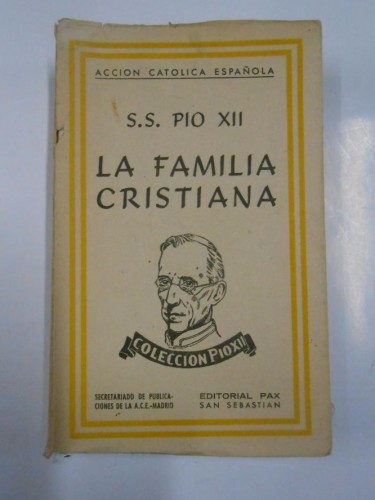 ACCION CATOLICA ESPAÑOLA
S.S. PIO XII
LA FAMILIA
CRISTIANA
COLECCION PIO XII
SECRETARIADO DE PUBLICA-
CIONES DE LA A.C.E.-MADRID
EDITORIAL PAX
SAN SEBASTIAN